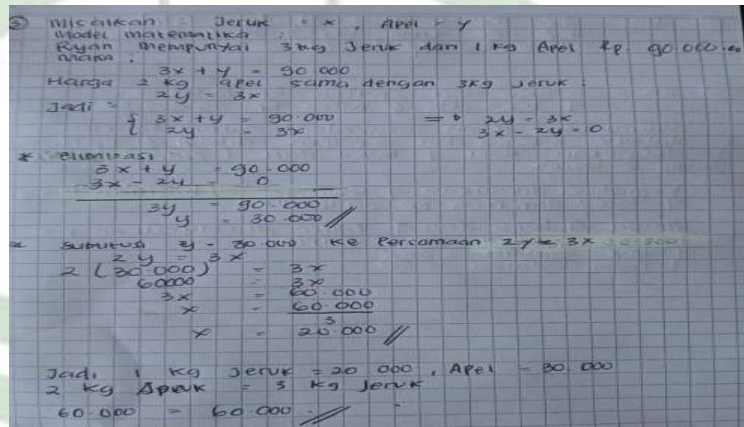 ③ misalkan : Jeruk = x , Apel = y
Model matematika :
Ryan mempunyai 3 kg Jeruk dan 1 kg Apel Rp. 90.000,00
maka :
3x + y = 90.000
Harga 2 kg apel sama dengan 3kg jeruk :
2y = 3x
Jadi =
{ 3x + y = 90.000 => 2y = 3x
{ 2y = 3x 3x - 2y = 0
* eliminasi
3x + y = 90.000
3x - 2y = 0 -
3y = 90.000
y = 30.000 //
* y = 30.000 ke Persamaan 2y = 3x
2y = 3x
2 (30.000) = 3x
60000 = 3x
3x = 60.000
x = 60.000
3
x = 20.000 //
Jadi 1 kg Jeruk = 20 000 , Apel = 30.000
2 kg = 3 kg Jeruk
60.000 = 60.000 //